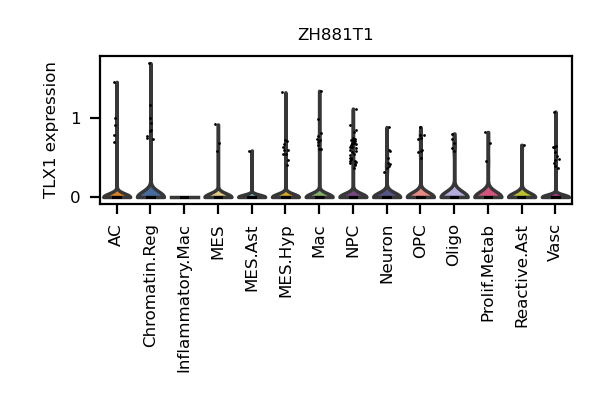 ZH881T1
TLX1 expression
1
0
AC
Chromatin.Reg
Inflammatory.Mac
MES
MES.Ast
MES.Hyp
Mac
NPC
Neuron
OPC
Oligo
Prolif.Metab
Reactive.Ast
Vasc